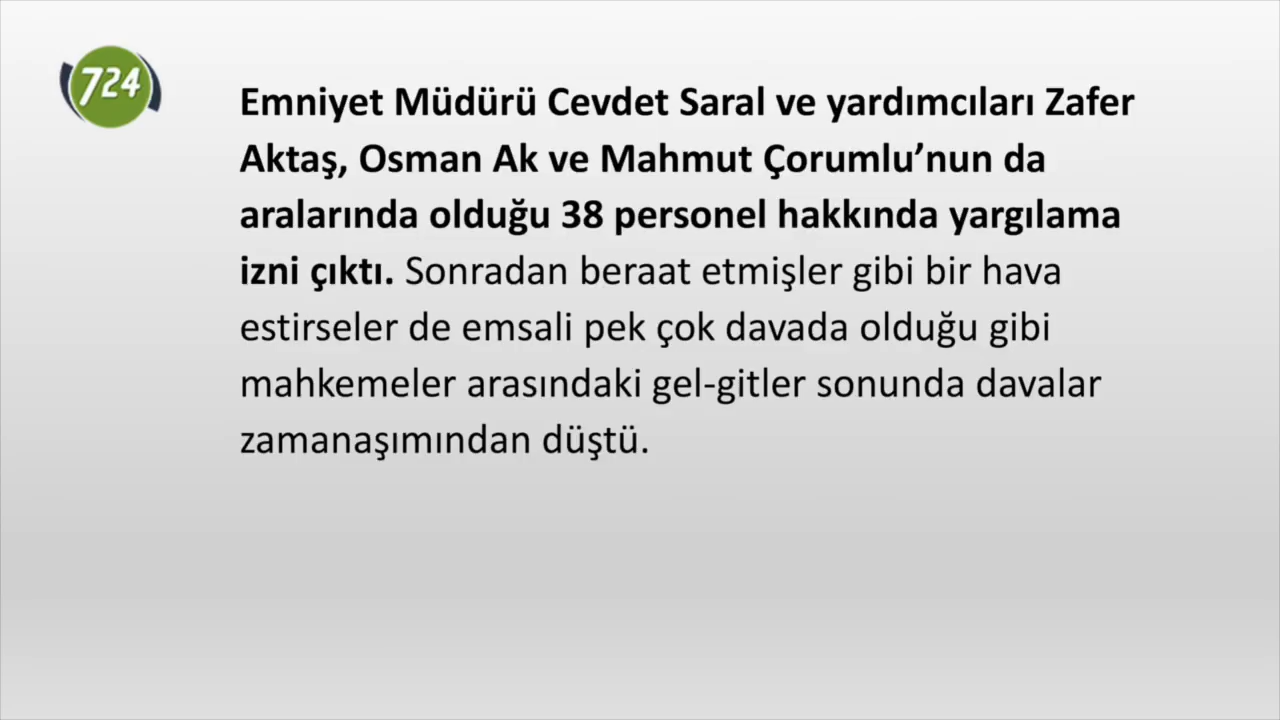 724
Emniyet Müdürü Cevdet Saral ve yardımcıları Zafer
Aktaş, Osman Ak ve Mahmut Çorumlu’nun da
aralarında olduğu 38 personel hakkında yargılama
izni çıktı. Sonradan beraat etmişler gibi bir hava
estirseler de emsali pek çok davada olduğu gibi
mahkemeler arasındaki gel-gitler sonunda davalar
zamanaşımından düştü.